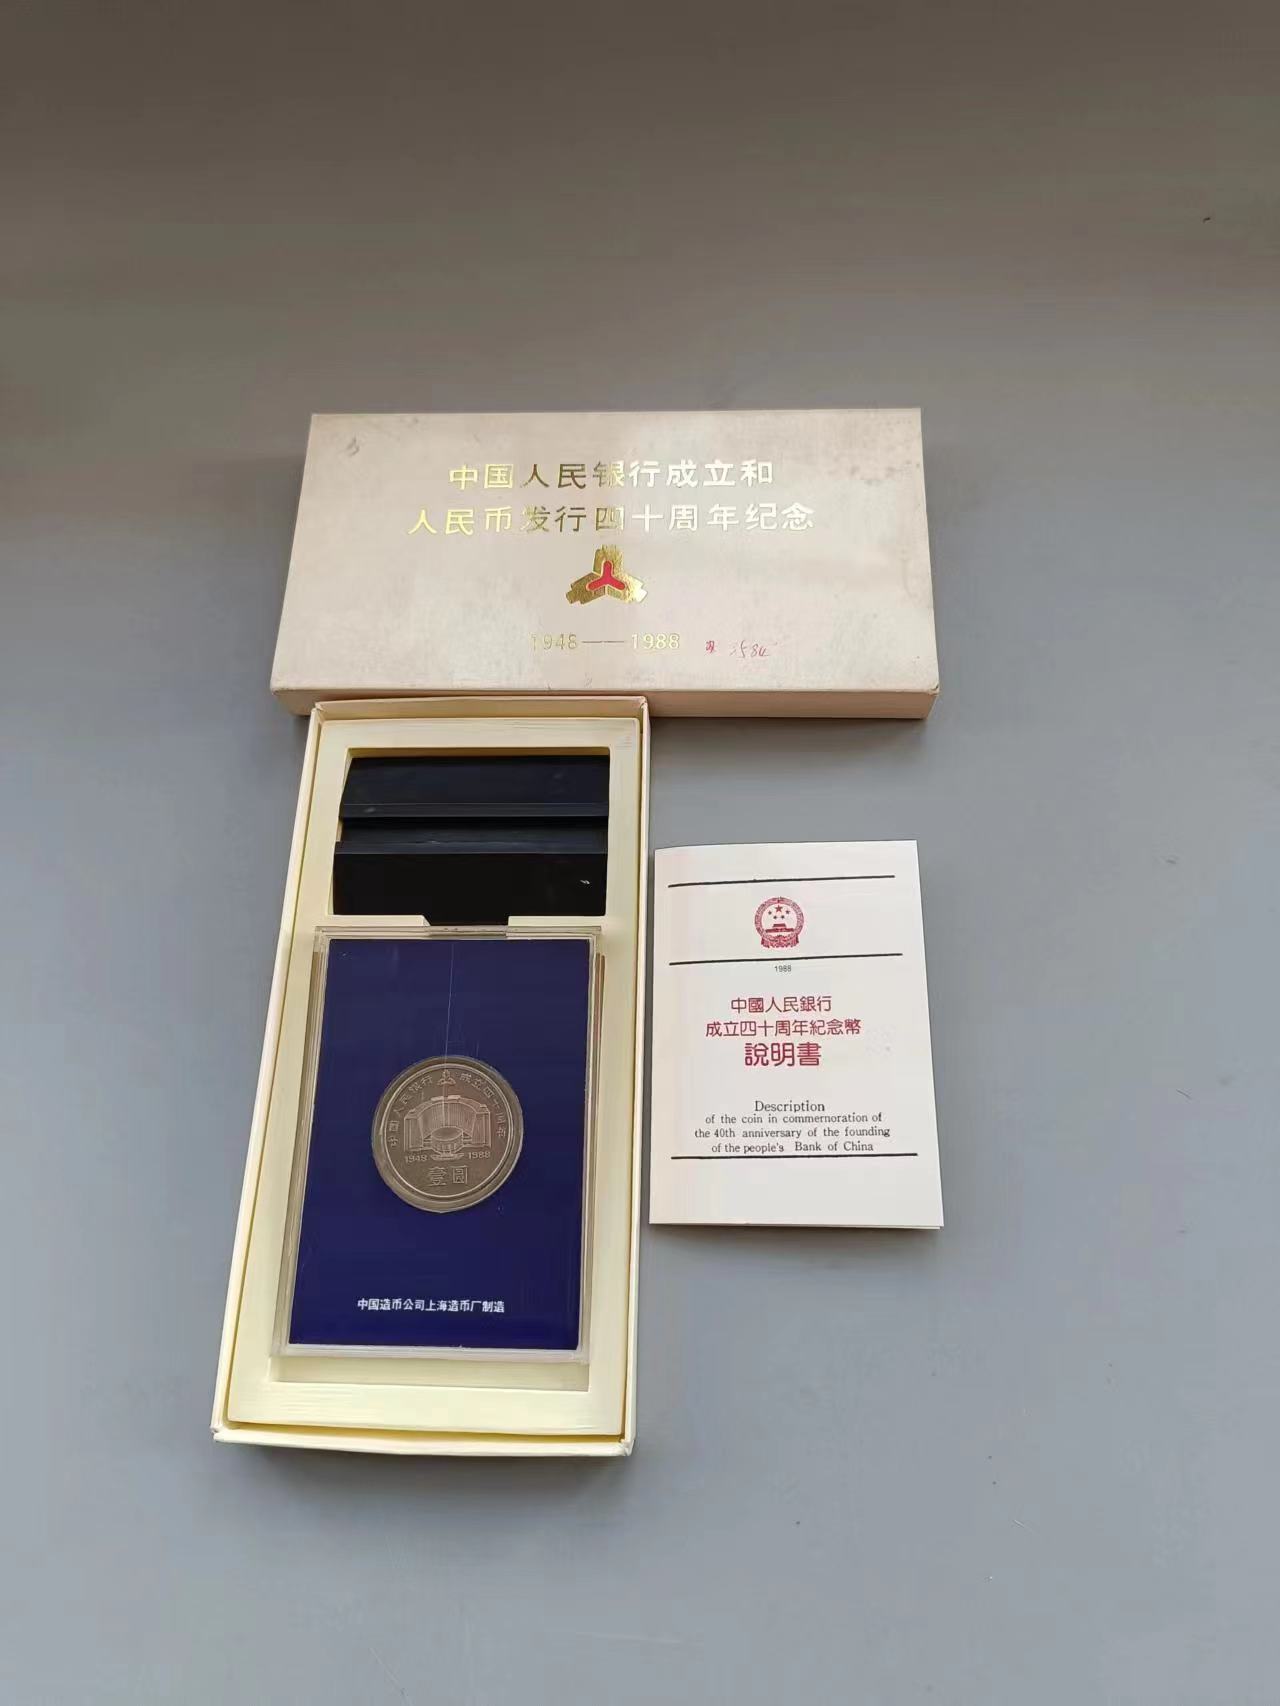 中国人民银行成立和
人民币发行四十周年纪念
1948——1988
3584
1988
中國人民銀行
成立四十周年紀念幣
說明書
Description
of the coin in commernoration of
the 40th anniversary of the founding
of the people's Bank of China
中国人民银行 成立四十周年
1948 1988
壹圆
中国造币公司上海造币厂制造